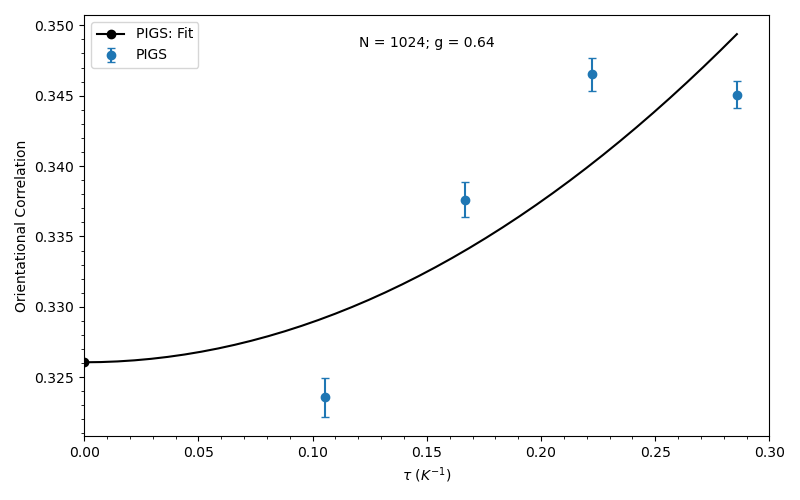 0.350
0.345
0.340
0.335
0.330
0.325
Orientational Correlation
PIGS: Fit
PIGS
N = 1024; g = 0.64
0.00 0.05 0.10 0.15 0.20 0.25 0.30
τ (K⁻¹)